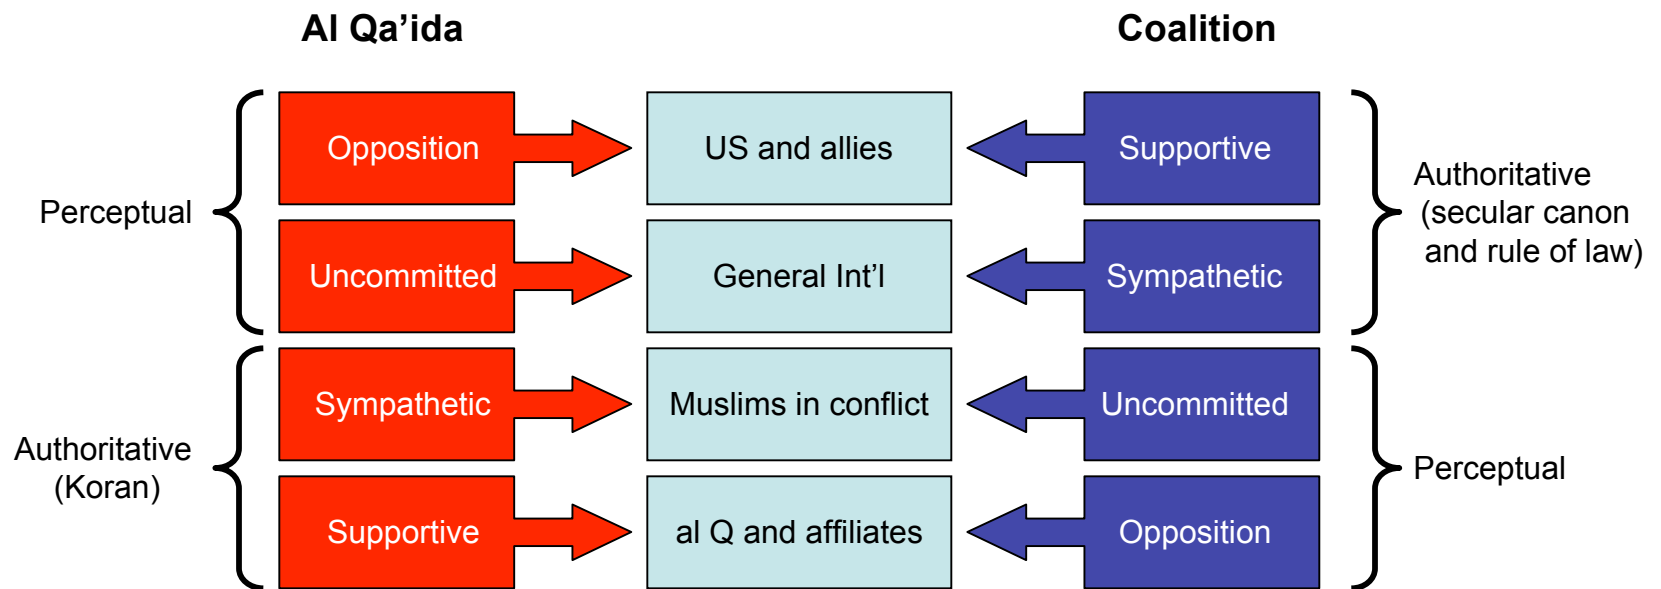 Al Qa’ida
Coalition
Opposition
US and allies
Supportive
Perceptual
Authoritative
(secular canon
and rule of law)
Uncommitted
General Int’l
Sympathetic
Sympathetic
Muslims in conflict
Uncommitted
Authoritative
(Koran)
Perceptual
Supportive
al Q and affiliates
Opposition